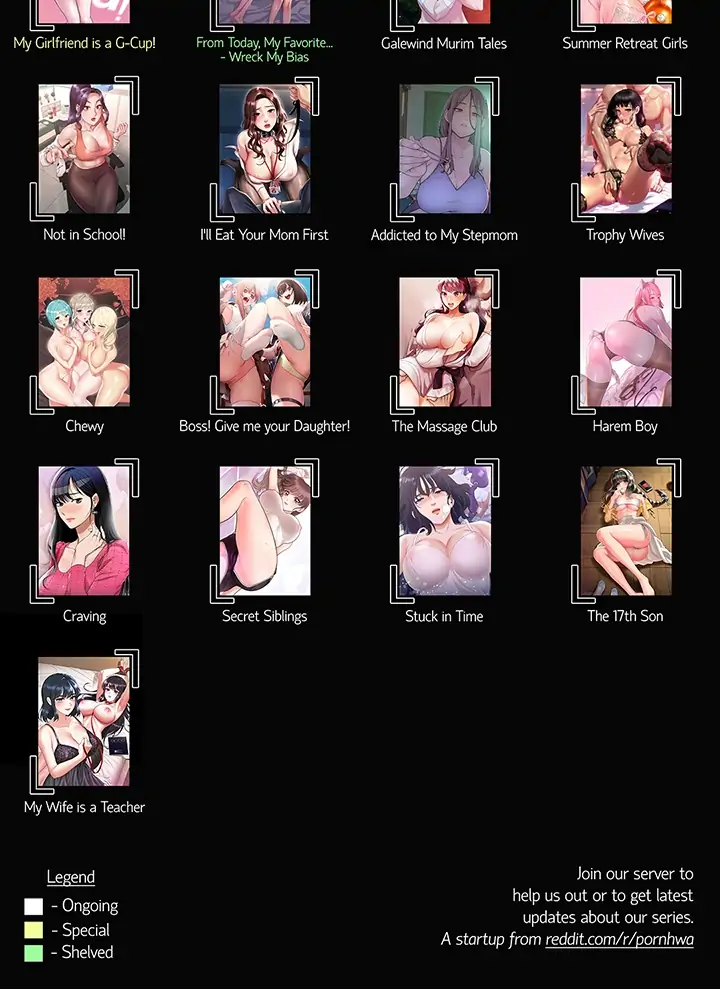 My Girlfriend is a G-Cup!
From Today, My Favorite...
- Wreck My Bias
Galewind Murim Tales
Summer Retreat Girls
Not in School!
I'll Eat Your Mom First
Addicted to My Stepmom
Trophy Wives
Chewy
Boss! Give me your Daughter!
The Massage Club
Harem Boy
Craving
Secret Siblings
Stuck in Time
The 17th Son
My Wife is a Teacher
Legend
- Ongoing
- Special
- Shelved
Join our server to
help us out or to get latest
updates about our series.
A startup from reddit.com/r/pornhwa